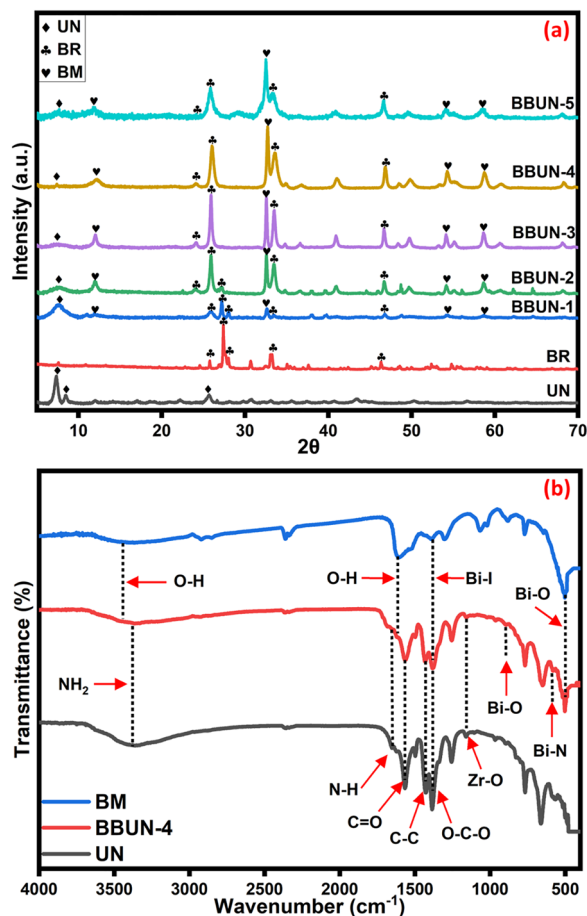 (a)
♦ UN
♣ BR
♥ BM
BBUN-5
BBUN-4
BBUN-3
BBUN-2
BBUN-1
BR
UN
Intensity (a.u.)
10 20 30 40 50 60 70
2θ
(b)
O-H
O-H
Bi-I
Bi-O
NH2
Bi-O
Bi-N
N-H
Zr-O
C=O
C-C
O-C-O
BM
BBUN-4
UN
Transmittance (%)
4000 3500 3000 2500 2000 1500 1000 500
Wavenumber (cm-1)